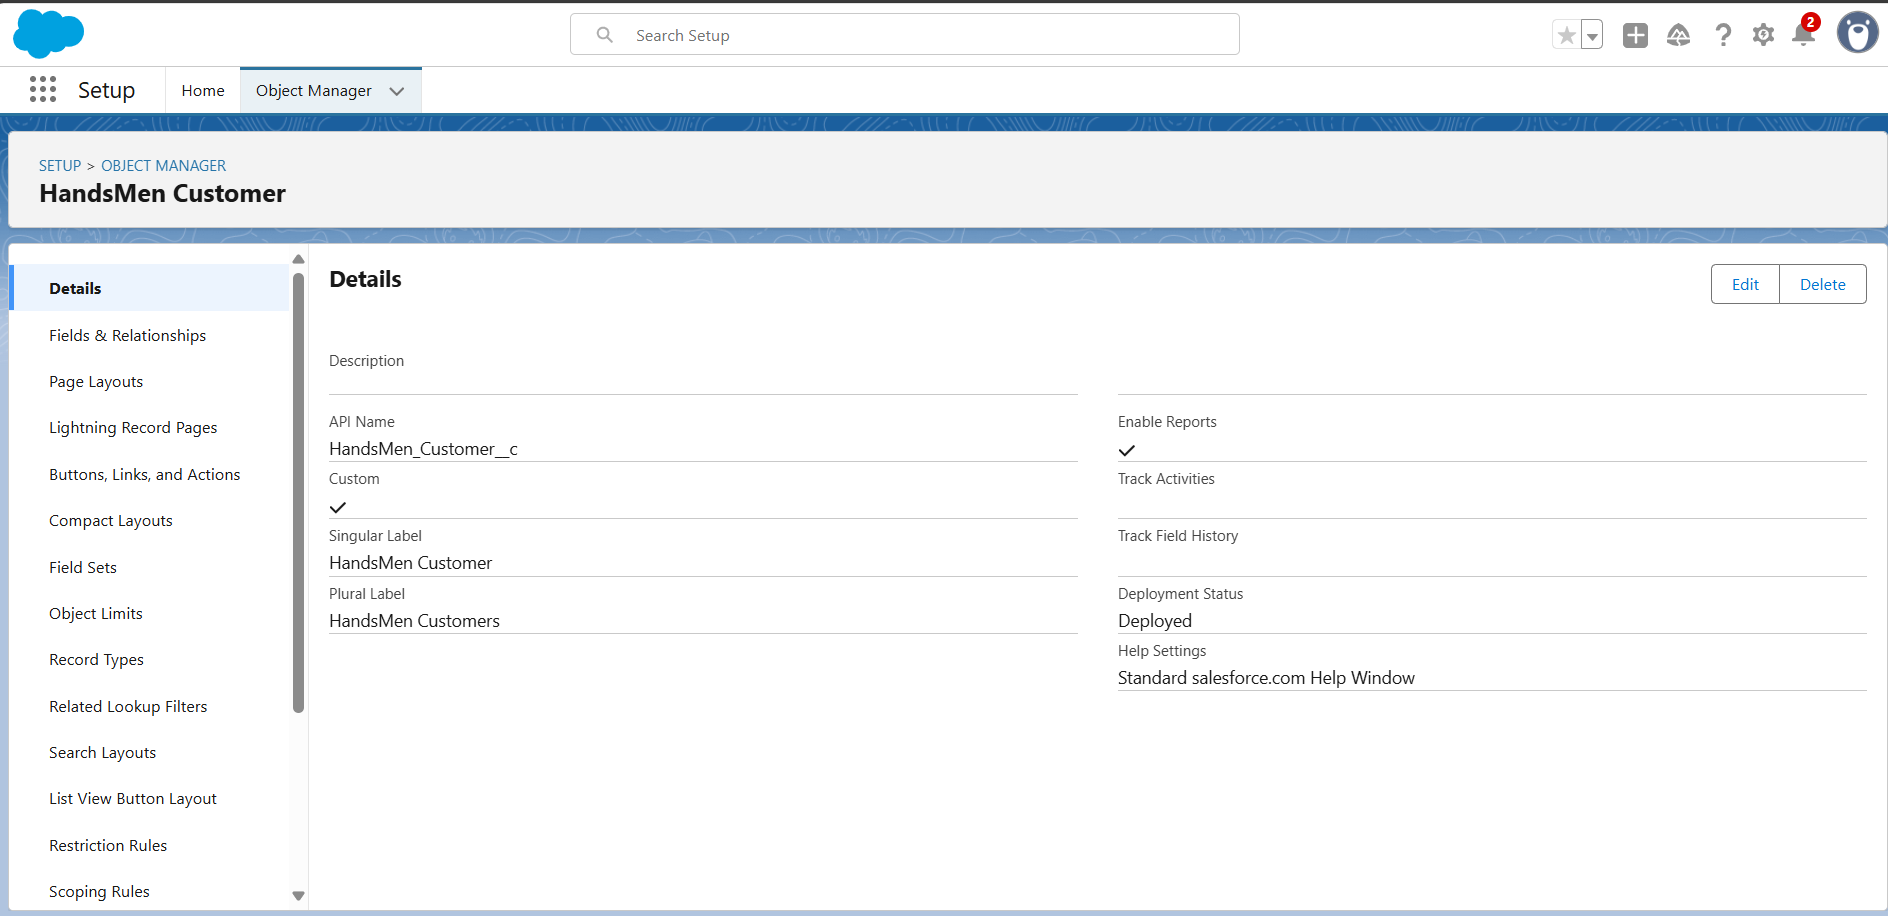 Search Setup
2
Setup
Home
Object Manager
SETUP > OBJECT MANAGER
HandsMen Customer
Details
Fields & Relationships
Page Layouts
Lightning Record Pages
Buttons, Links, and Actions
Compact Layouts
Field Sets
Object Limits
Record Types
Related Lookup Filters
Search Layouts
List View Button Layout
Restriction Rules
Scoping Rules
Details
Edit
Delete
Description
API Name
HandsMen_Customer__c
Custom
Singular Label
HandsMen Customer
Plural Label
HandsMen Customers
Enable Reports
Track Activities
Track Field History
Deployment Status
Deployed
Help Settings
Standard salesforce.com Help Window